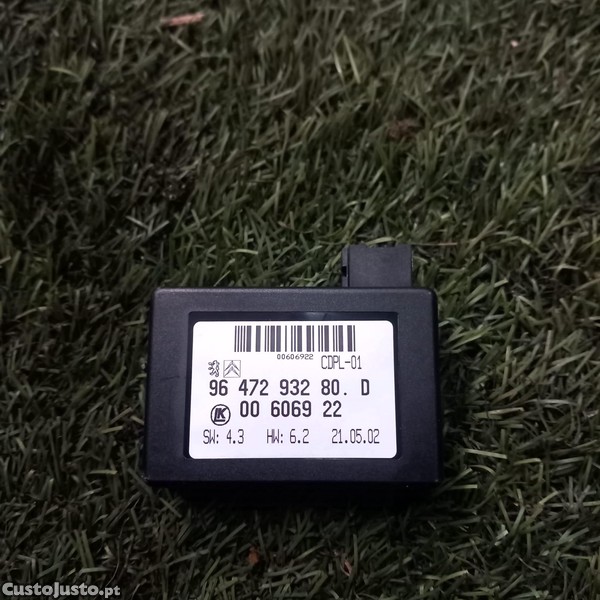 00606922
CDPL-01
96 472 932 80. D
LK 00 6069 22
SW: 4.3 HW: 6.2 21.05.02
CustoJusto.pt